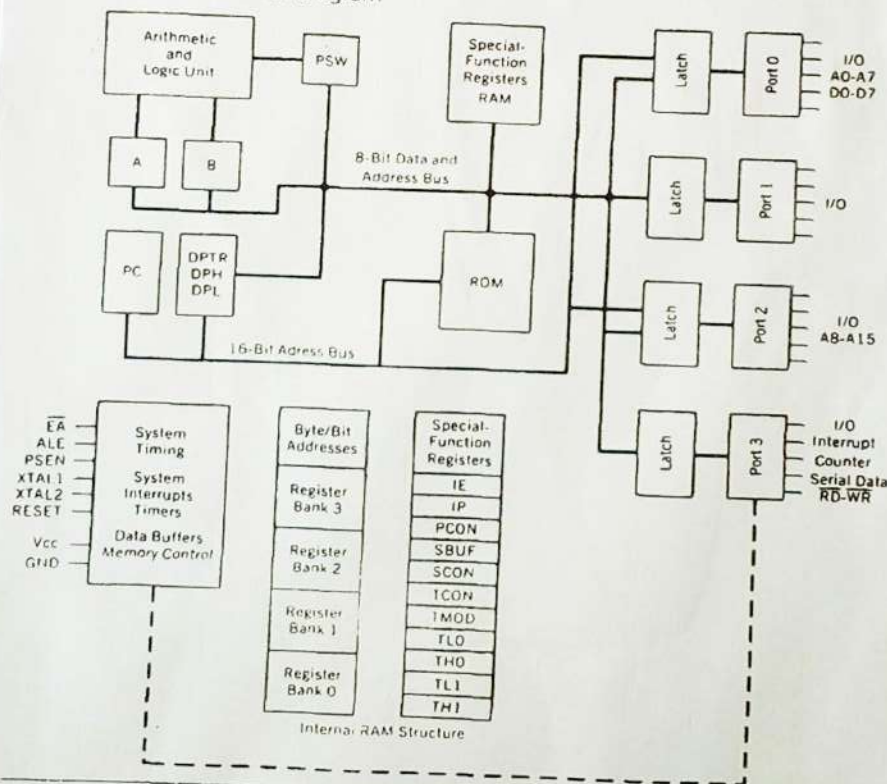 Arithmetic
and
Logic Unit
PSW
A
B
Special-
Function
Registers
RAM
8-Bit Data and
Address Bus
PC
DPTR
DPH
DPL
ROM
16-Bit Adress Bus
Latch
Port 0
I/O
A0-A7
D0-D7
Latch
Port 1
I/O
Latch
Port 2
I/O
A8-A15
Latch
Port 3
I/O
Interrupt
Counter
Serial Data
RD-WR
EA
ALE
PSEN
XTAL1
XTAL2
RESET
Vcc
GND
System
Timing
System
Interrupts
Timers
Data Buffers
Memory Control
Byte/Bit
Addresses
Register
Bank 3
Register
Bank 2
Register
Bank 1
Register
Bank 0
Special-
Function
Registers
IE
IP
PCON
SBUF
SCON
TCON
TMOD
TL0
TH0
TL1
TH1
Internal RAM Structure